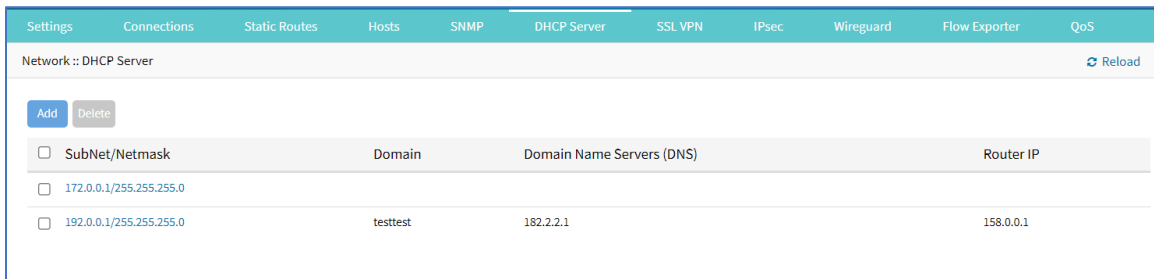 Settings Connections Static Routes Hosts SNMP DHCP Server SSL VPN IPsec Wireguard Flow Exporter QoS
Network :: DHCP Server Reload
Add Delete
SubNet/Netmask Domain Domain Name Servers (DNS) Router IP
172.0.0.1/255.255.255.0
192.0.0.1/255.255.255.0 testtest 182.2.2.1 158.0.0.1